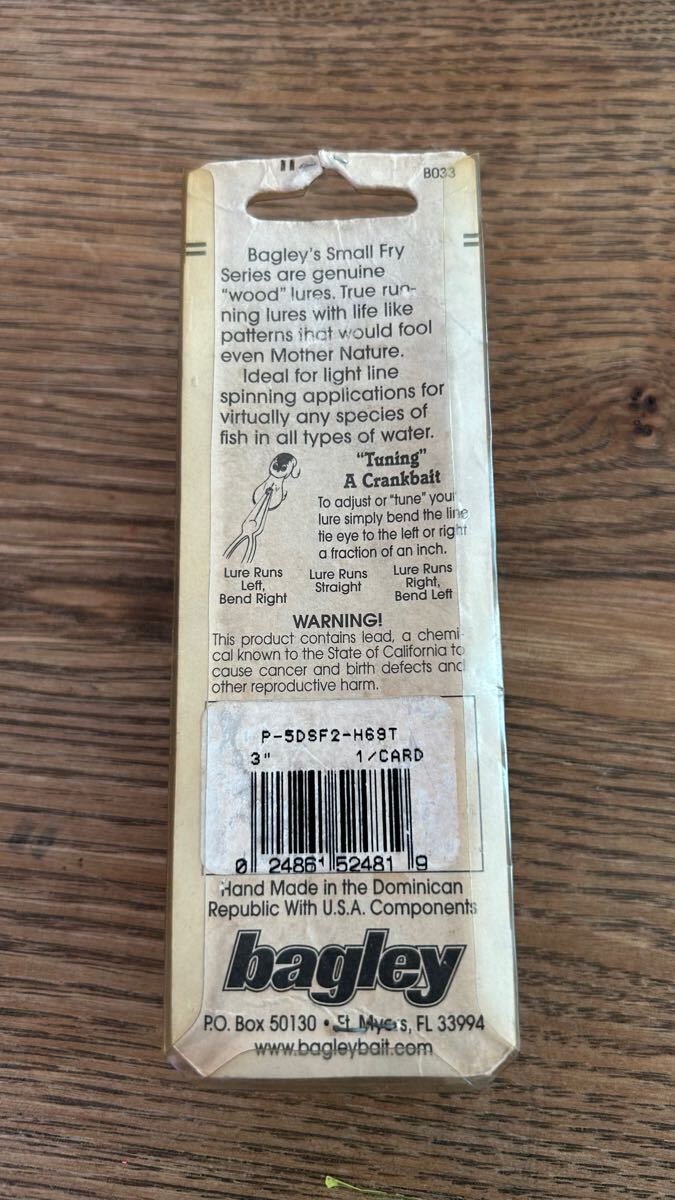 B033
Bagley's Small Fry
Series are genuine
"wood" lures. True run-
ning lures with life like
patterns that would fool
even Mother Nature.
Ideal for light line
spinning applications for
virtually any species of
fish in all types of water.
"Tuning"
A Crankbait
To adjust or "tune" your
lure simply bend the line
tie eye to the left or right
a fraction of an inch.
Lure Runs
Left,
Bend Right
Lure Runs
Straight
Lure Runs
Right,
Bend Left
WARNING!
This product contains lead, a chemi-
cal known to the State of California to
cause cancer and birth defects and
other reproductive harm.
P-5DSF2-H69T
3" 1/CARD
0 24861 52481 9
Hand Made in the Dominican
Republic With U.S.A. Components
bagley
P.O. Box 50130 • Ft. Myers, FL 33994
www.bagleybait.com